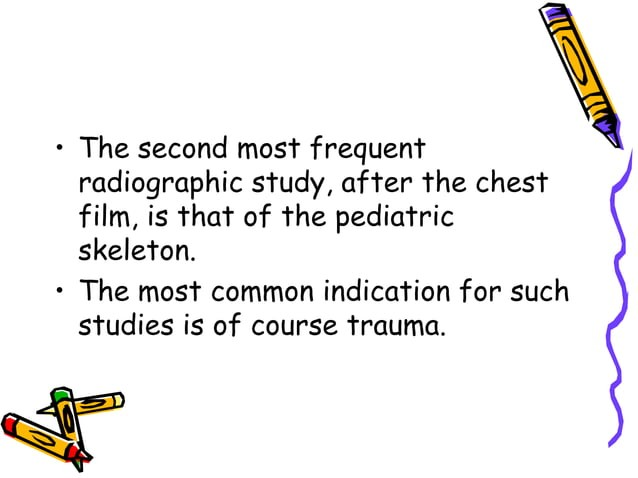 • The second most frequent
radiographic study, after the chest
film, is that of the pediatric
skeleton.
• The most common indication for such
studies is of course trauma.